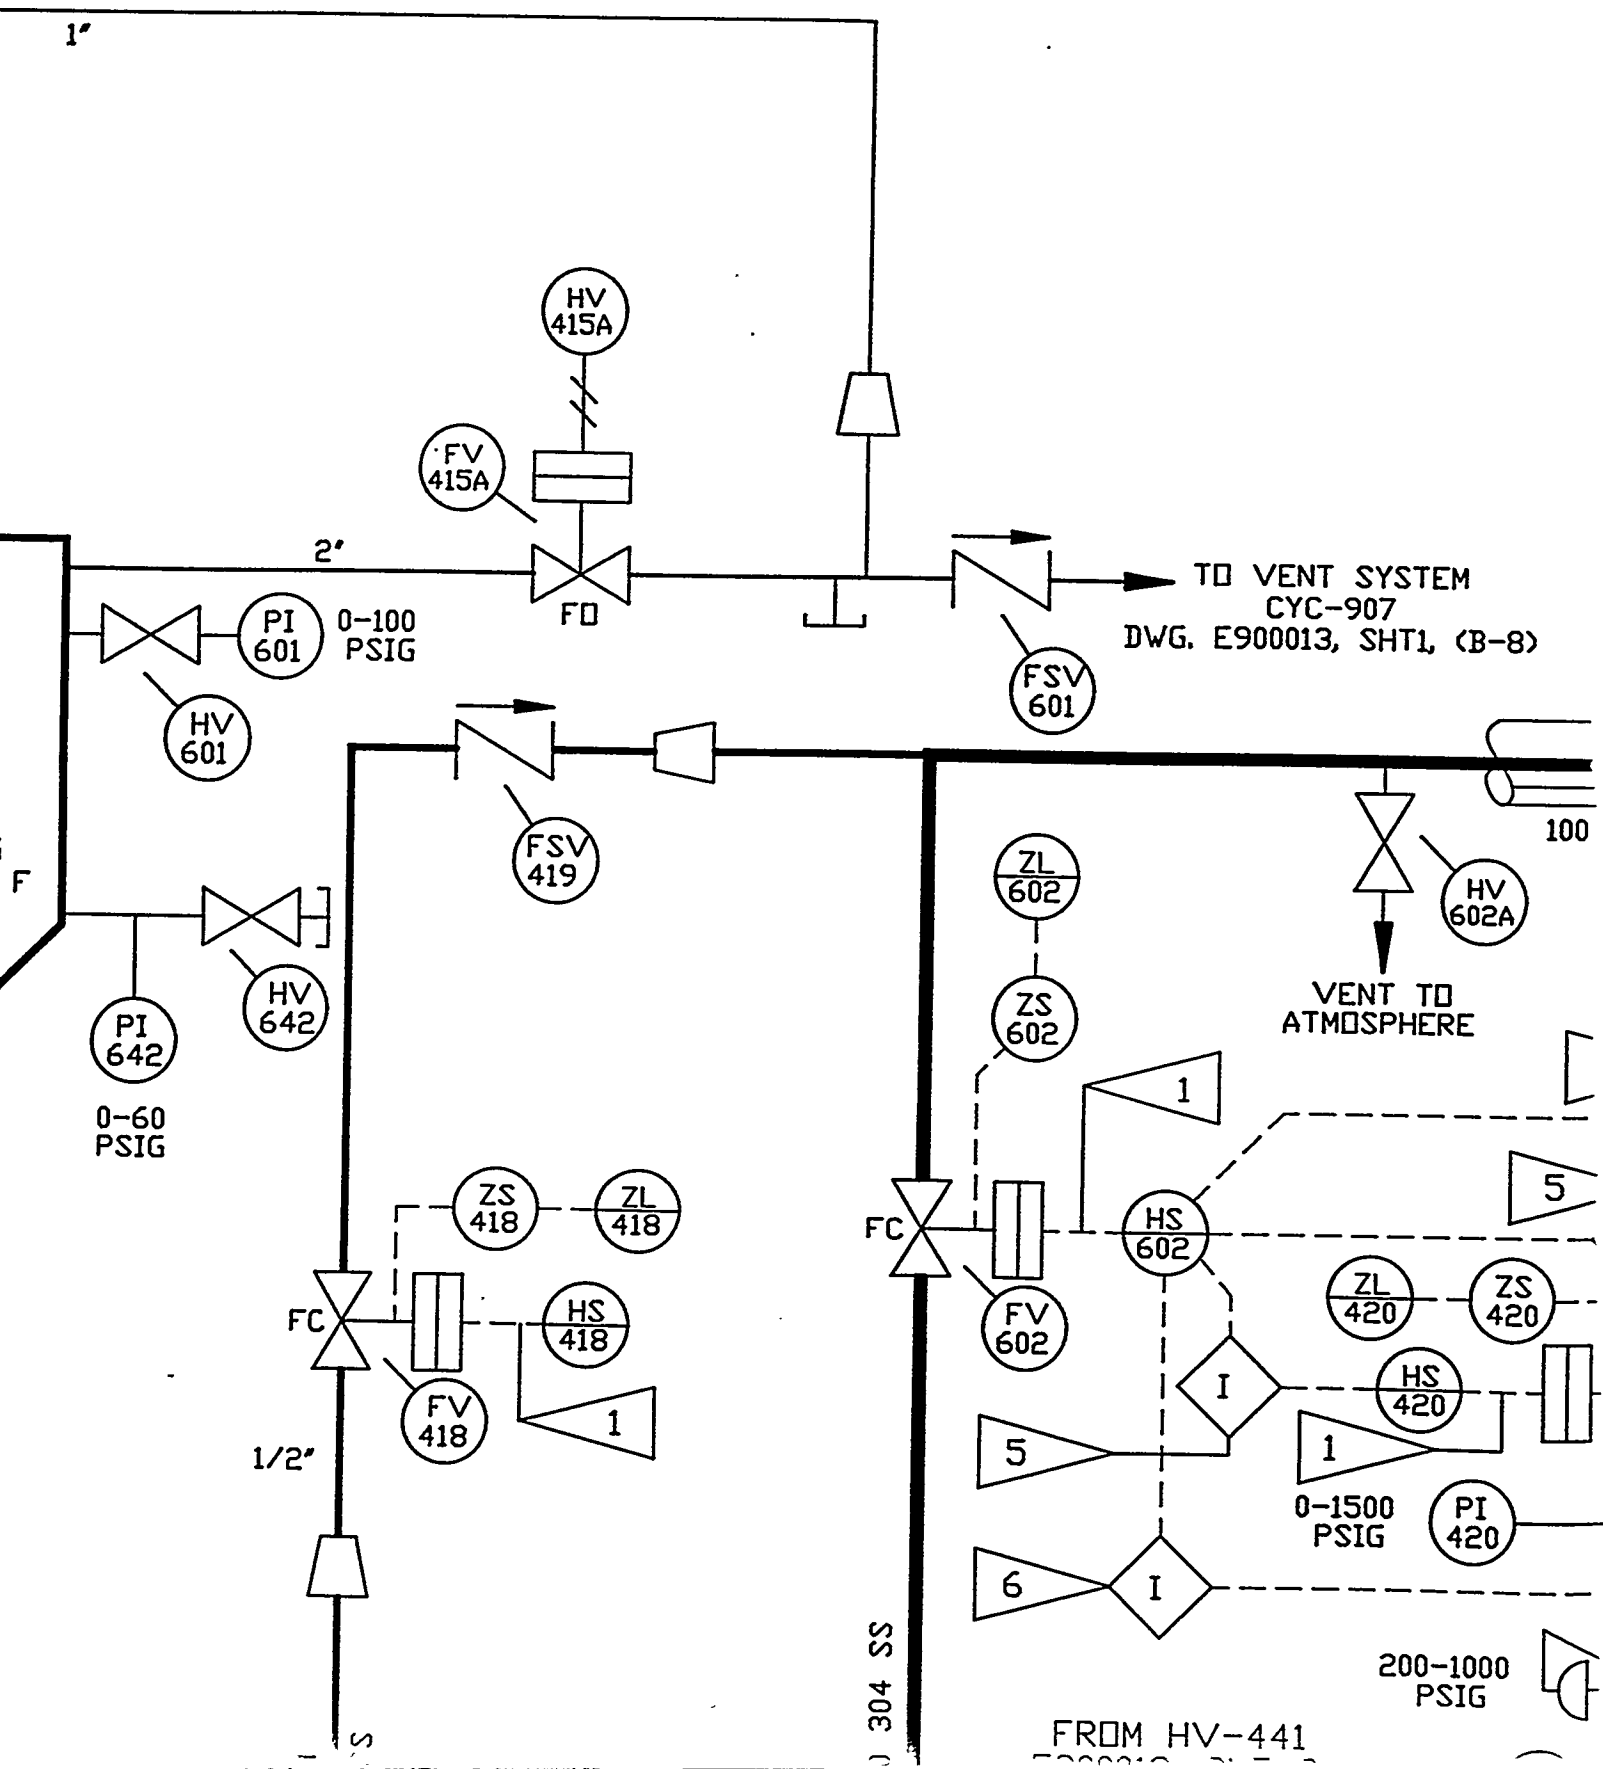 1"
HV
415A
FV
415A
2"
FO
TO VENT SYSTEM
CYC-907
DWG. E900013, SHT1, (B-8)
PI
601
0-100
PSIG
FSV
601
HV
601
100
FSV
419
ZL
602
HV
602A
F
VENT TO
ATMOSPHERE
HV
642
ZS
602
PI
642
0-60
PSIG
1
5
ZS
418
ZL
418
FC
HS
602
FC
HS
418
FV
602
ZL
420
ZS
420
FV
418
1
I
HS
420
1/2"
5
1
0-1500
PSIG
PI
420
6
I
304 SS
200-1000
PSIG
FROM HV-441